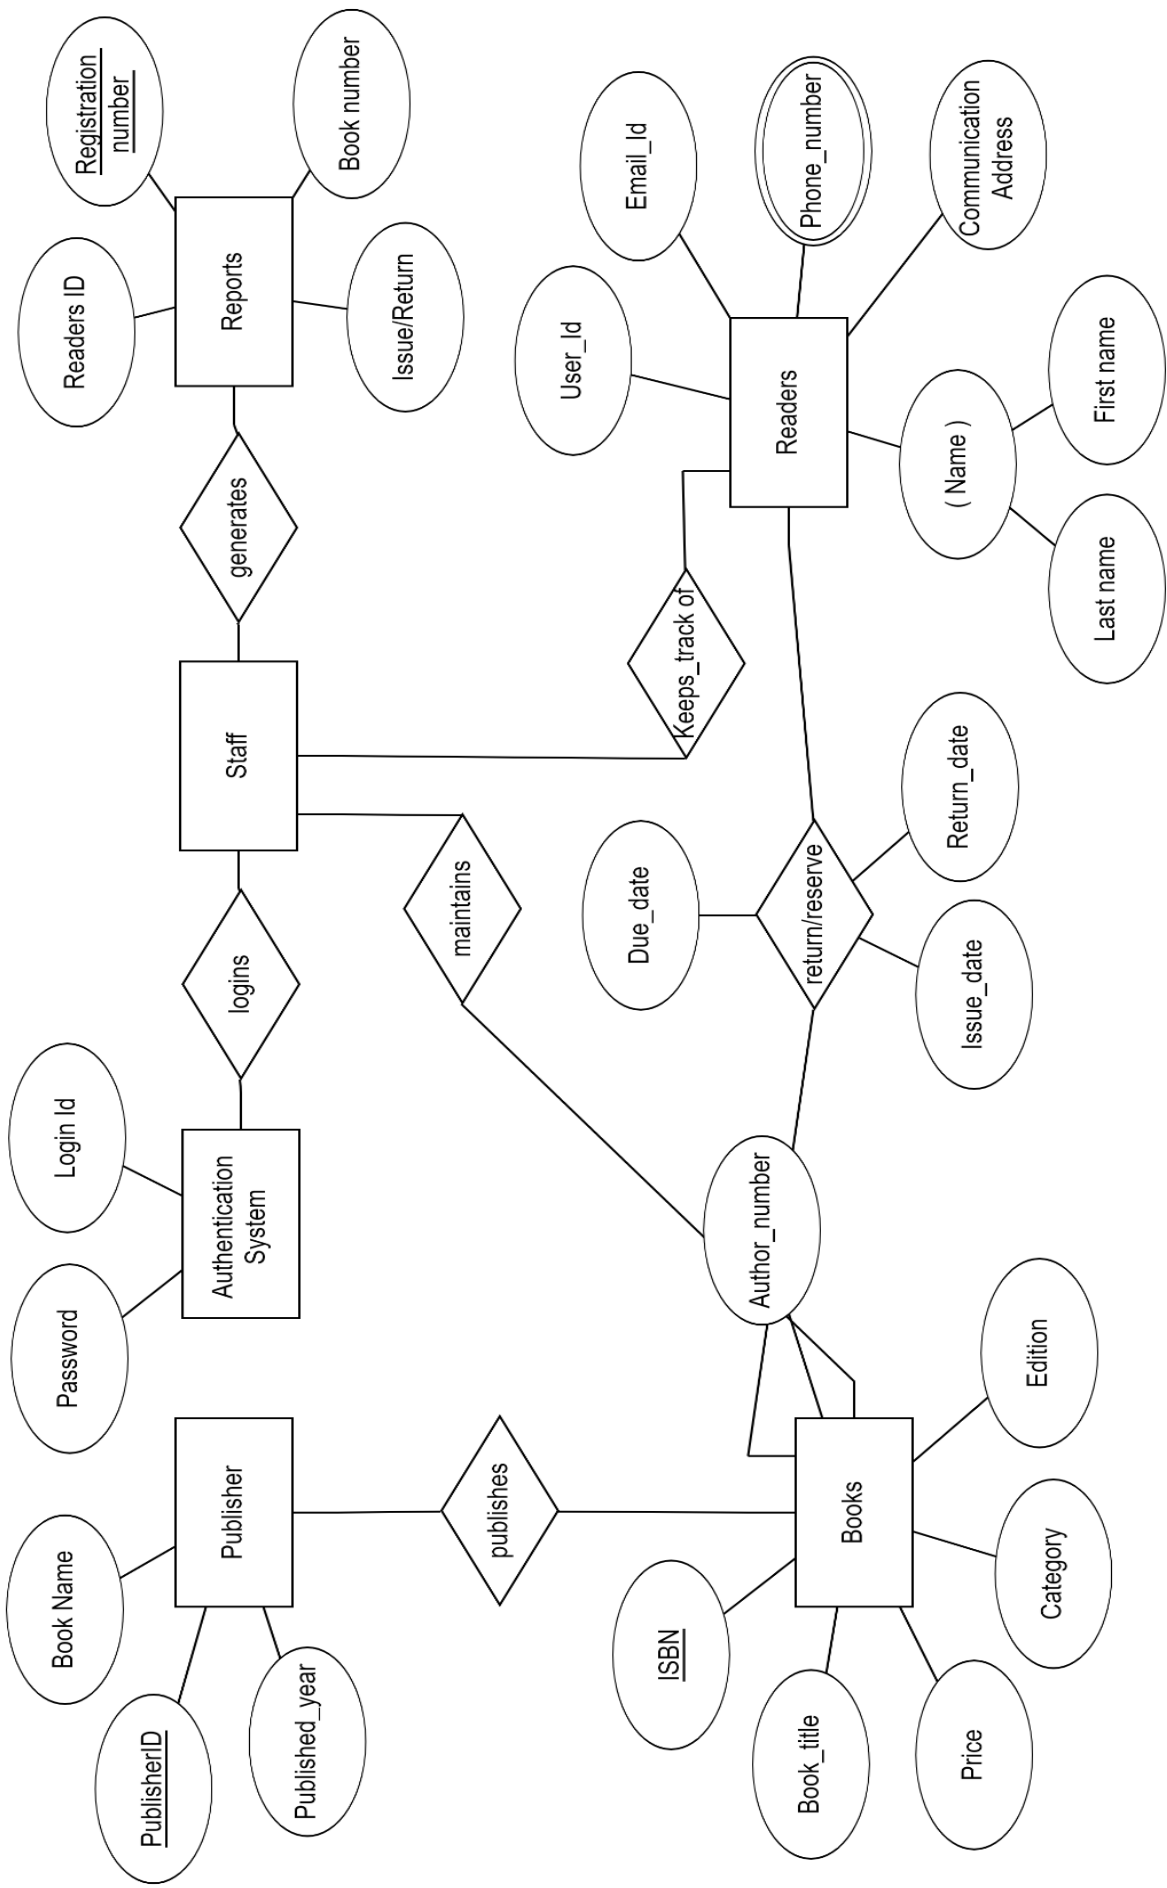 Book Name
PublisherID
Published_year
Publisher
Password
Login Id
Authentication
System
logins
Staff
generates
Reports
Readers ID
Registration
number
Book number
Issue/Return
publishes
maintains
Keeps_track of
User_Id
Email_Id
Phone_number
Communication
Address
Readers
( Name )
First name
Last name
Due_date
return/reserve
Return_date
Issue_date
Author_number
ISBN
Book_title
Price
Books
Category
Edition